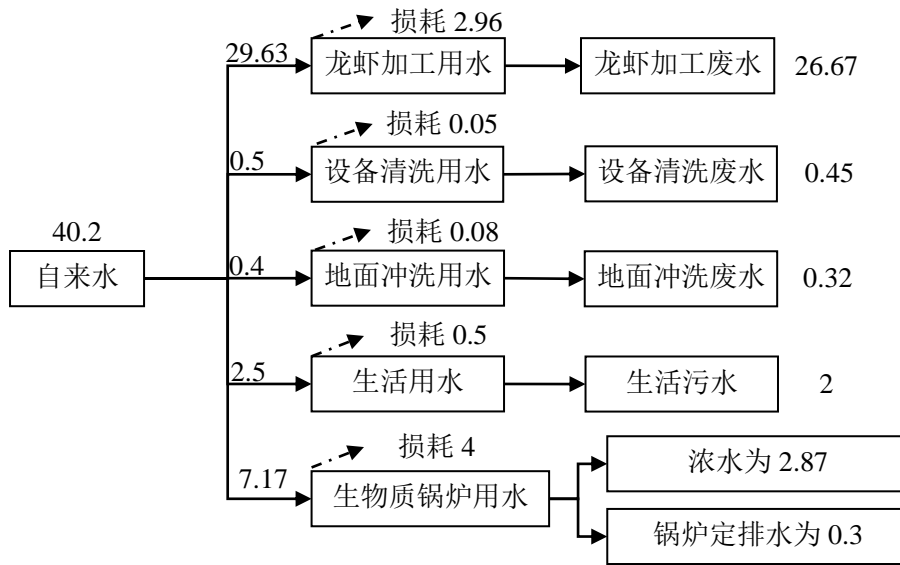 损耗 2.96
29.63 龙虾加工用水 龙虾加工废水 26.67
损耗 0.05
0.5 设备清洗用水 设备清洗废水 0.45
损耗 0.08
40.2
自来水 0.4 地面冲洗用水 地面冲洗废水 0.32
损耗 0.5
2.5 生活用水 生活污水 2
损耗 4
浓水为 2.87
7.17 生物质锅炉用水
锅炉定排水为 0.3